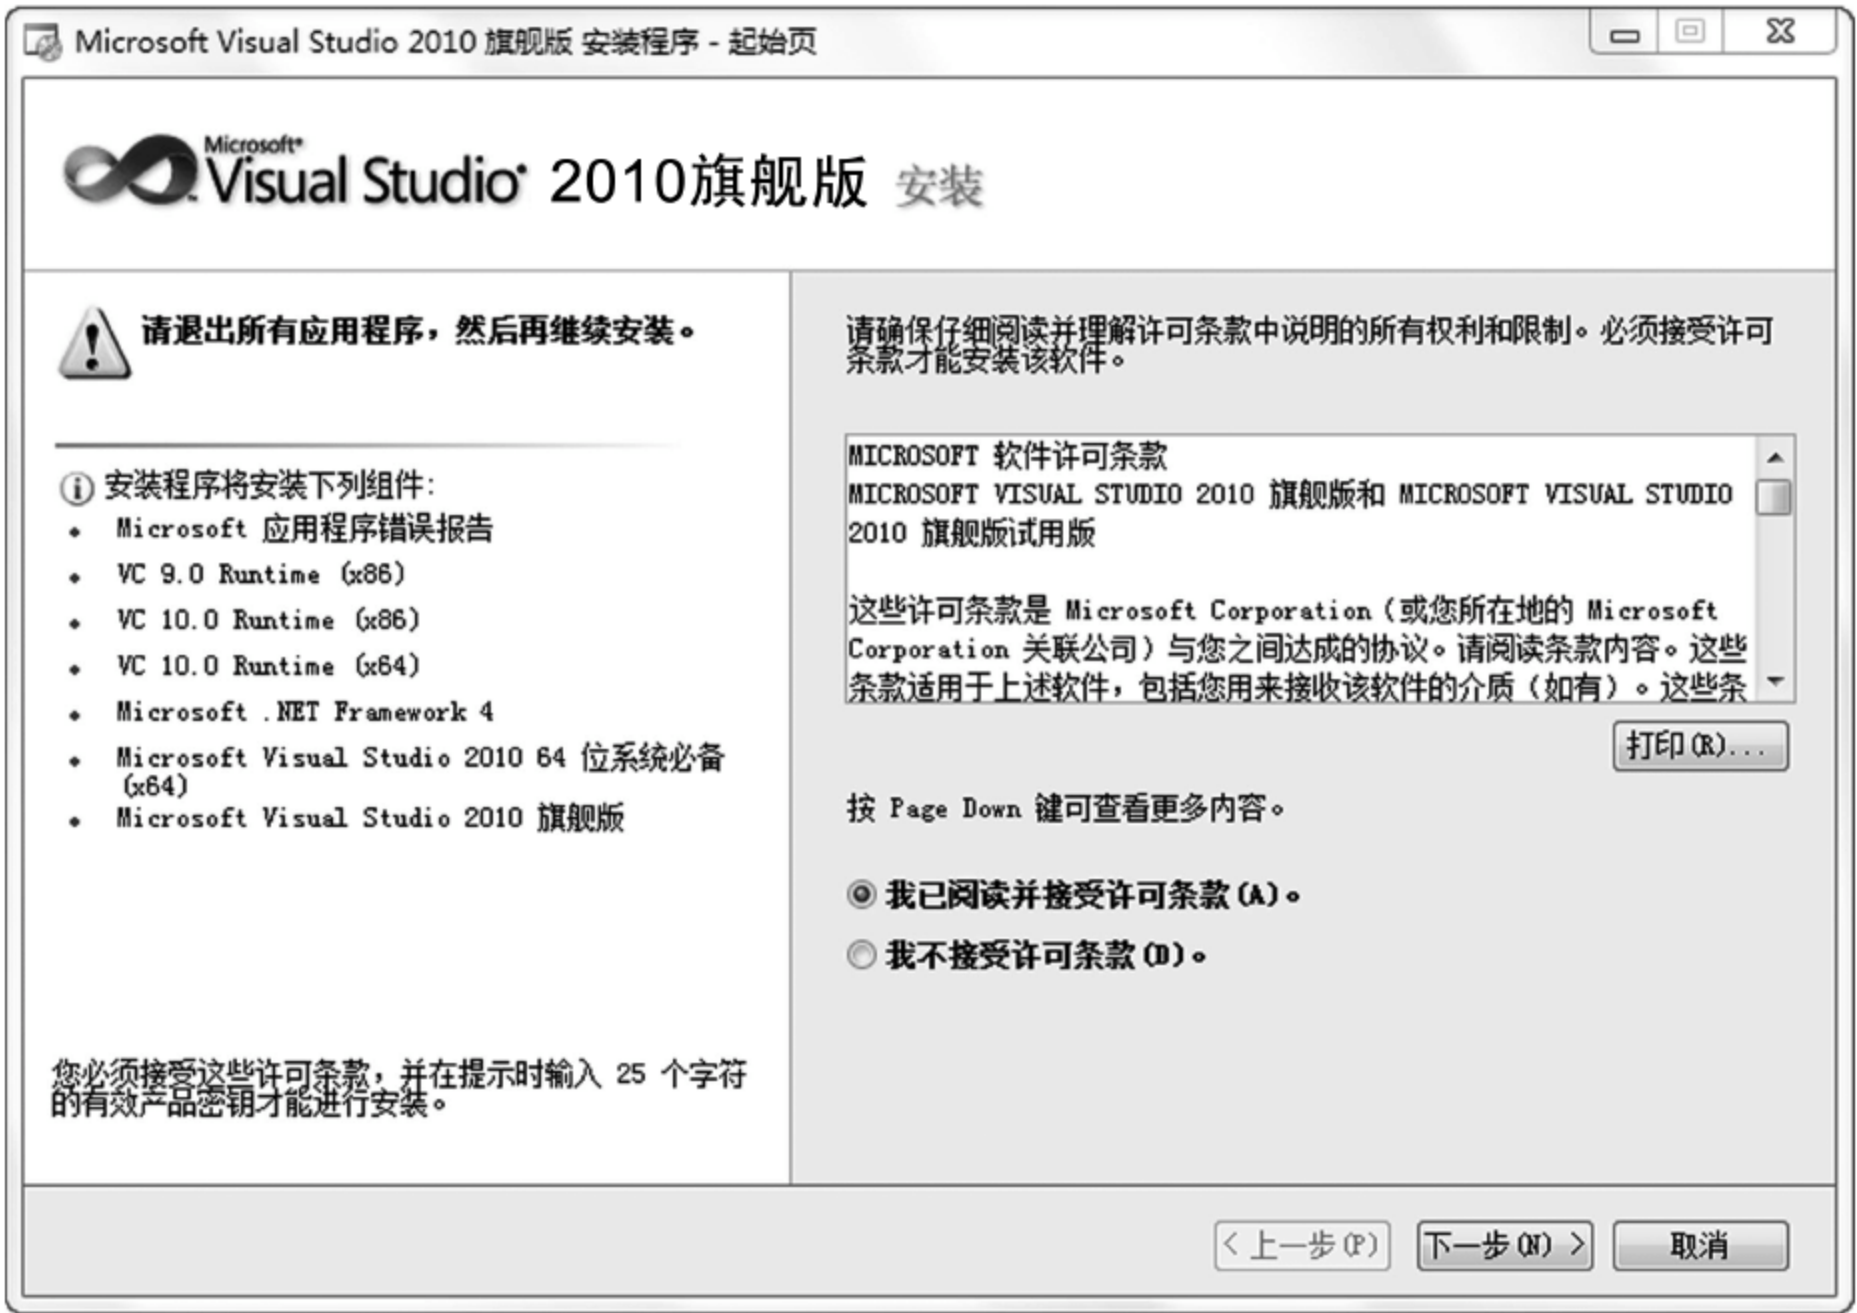 Microsoft Visual Studio 2010 旗舰版 安装程序 - 起始页
Microsoft
Visual Studio 2010旗舰版 安装
请退出所有应用程序，然后再继续安装。
安装程序将安装下列组件：
Microsoft 应用程序错误报告
VC 9.0 Runtime (x86)
VC 10.0 Runtime (x86)
VC 10.0 Runtime (x64)
Microsoft .NET Framework 4
Microsoft Visual Studio 2010 64 位系统必备
(x64)
Microsoft Visual Studio 2010 旗舰版
您必须接受这些许可条款，并在提示时输入 25 个字符
的有效产品密钥才能进行安装。
请确保仔细阅读并理解许可条款中说明的所有权利和限制。必须接受许可
条款才能安装该软件。
MICROSOFT 软件许可条款
MICROSOFT VISUAL STUDIO 2010 旗舰版和 MICROSOFT VISUAL STUDIO
2010 旗舰版试用版
这些许可条款是 Microsoft Corporation（或您所在地的 Microsoft
Corporation 关联公司）与您之间达成的协议。请阅读条款内容。这些
条款适用于上述软件，包括您用来接收该软件的介质（如有）。这些条
打印(R)...
按 Page Down 键可查看更多内容。
我已阅读并接受许可条款(A)。
我不接受许可条款(D)。
< 上一步(P)
下一步(N) >
取消